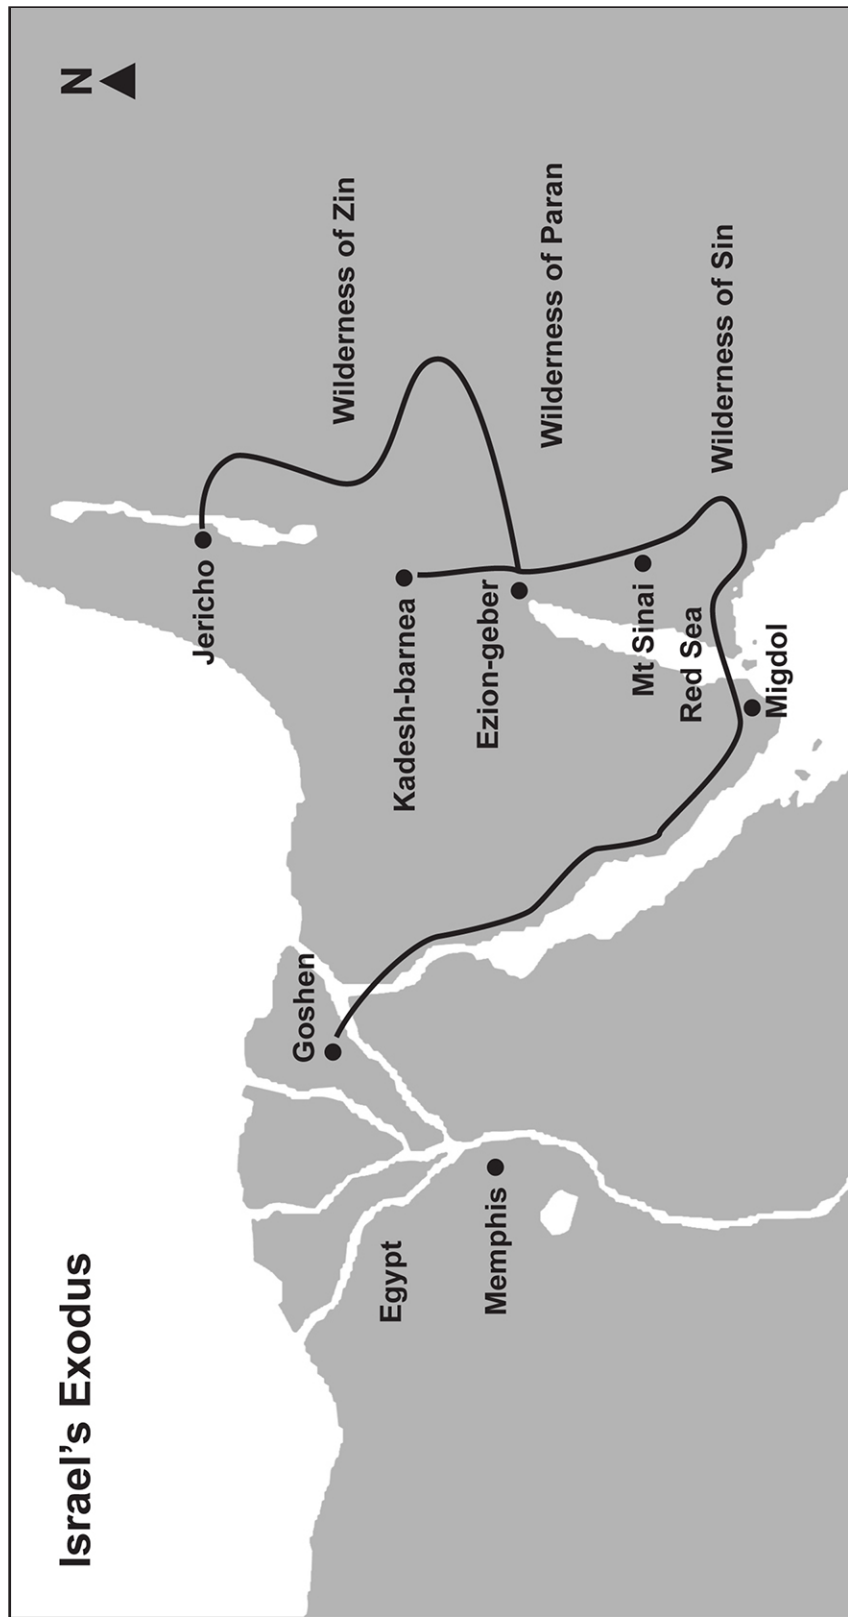 Israel's Exodus
N
Jericho
Wilderness of Zin
Goshen
Kadesh-barnea
Egypt
Ezion-geber
Wilderness of Paran
Memphis
Mt Sinai
Red Sea
Wilderness of Sin
Migdol